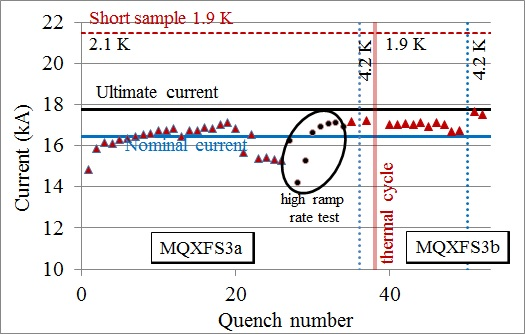 22
20
18
16
14
12
10
Current (kA)
Short sample 1.9 K
2.1 K
4.2 K
1.9 K
4.2 K
Ultimate current
Nominal current
high ramp
rate test
thermal cycle
MQXFS3a
MQXFS3b
0
20
40
Quench number